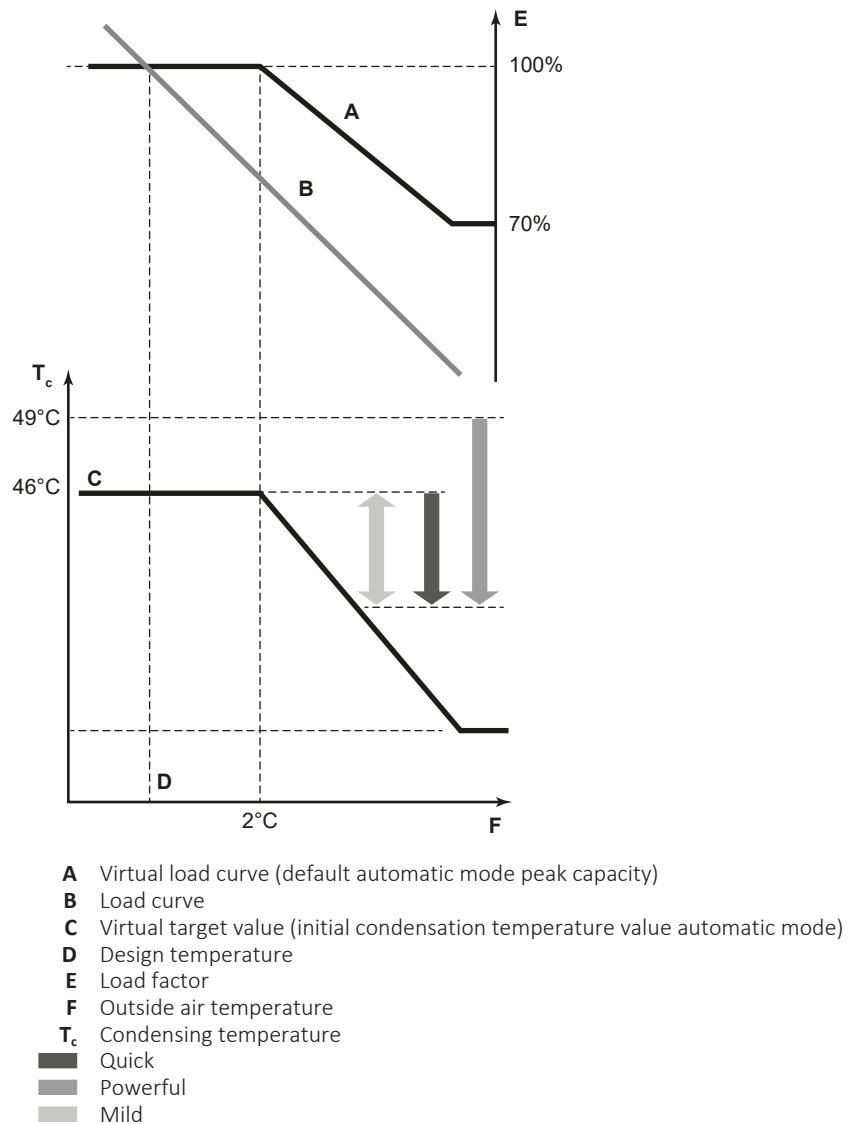 E
100%
A
B
70%
Tc
49°C
46°C
C
D
2°C
F
A Virtual load curve (default automatic mode peak capacity)
B Load curve
C Virtual target value (initial condensation temperature value automatic mode)
D Design temperature
E Load factor
F Outside air temperature
Tc Condensing temperature
Quick
Powerful
Mild